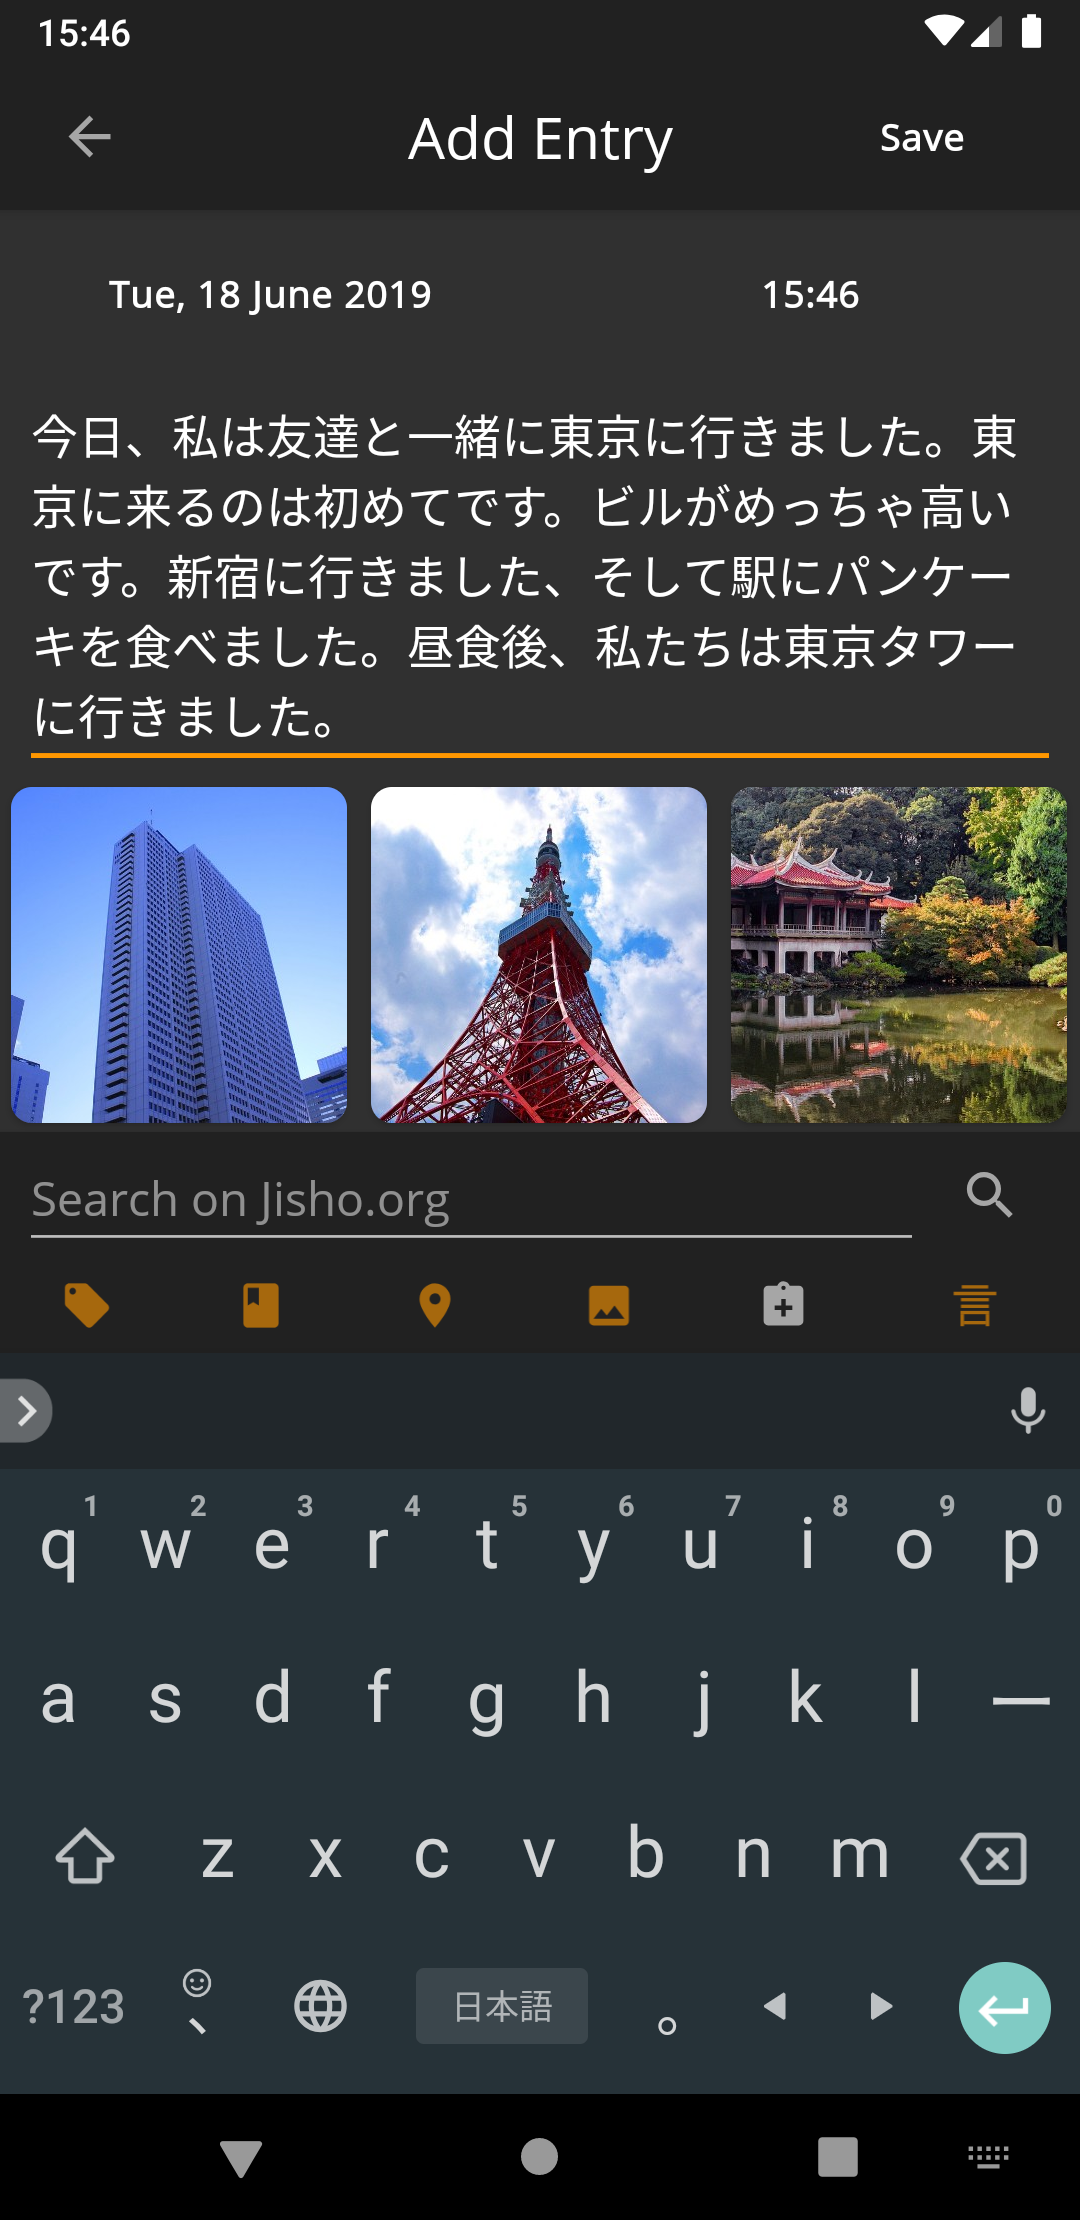 15:46
Add Entry
Save
Tue, 18 June 2019
15:46
今日、私は友達と一緒に東京に行きました。東
京に来るのは初めてです。ビルがめっちゃ高い
です。新宿に行きました、そして駅にパンケー
キを食べました。昼食後、私たちは東京タワー
に行きました。
Search on Jisho.org
言
1 2 3 4 5 6 7 8 9 0
q w e r t y u i o p
a s d f g h j k l ー
z x c v b n m
?123 、 日本語 。